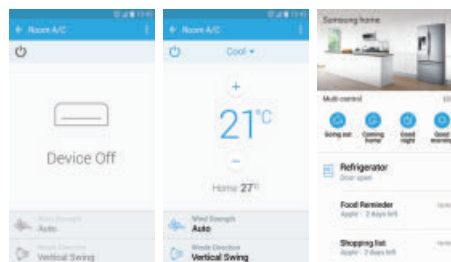 Room A/C
Device Off
Wind Strength
Auto
Vertical Swing
Room A/C
Cool
+
21°C
−
Home 27°
Wind Strength
Auto
Vertical Swing
Samsung home
Multi control
Going out
Coming home
Good night
Good morning
Refrigerator
Door open
Food Reminder
Apple 2 days left
Shopping list
Apple 2 days left